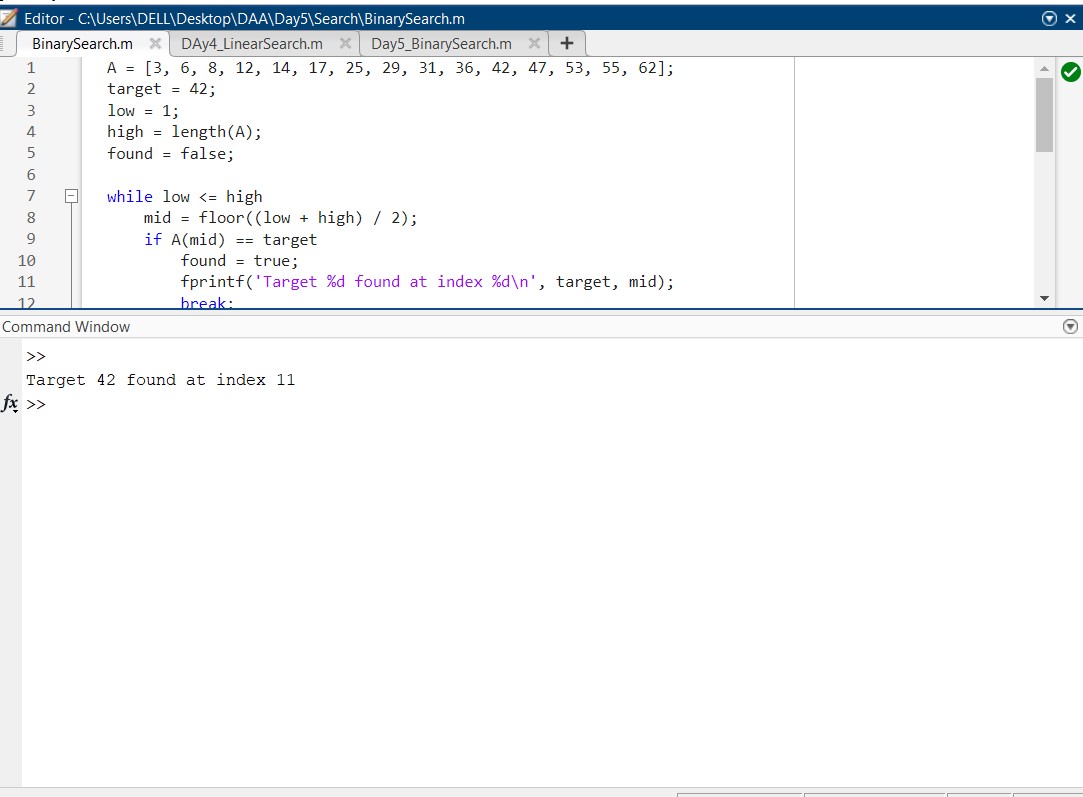 Editor - C:\Users\DELL\Desktop\DAA\Day5\Search\BinarySearch.m
BinarySearch.m DAy4_LinearSearch.m Day5_BinarySearch.m +
1 A = [3, 6, 8, 12, 14, 17, 25, 29, 31, 36, 42, 47, 53, 55, 62];
2 target = 42;
3 low = 1;
4 high = length(A);
5 found = false;
6
7 while low <= high
8 mid = floor((low + high) / 2);
9 if A(mid) == target
10 found = true;
11 fprintf('Target %d found at index %d\n', target, mid);
12 break;
Command Window
>>
Target 42 found at index 11
fx >>